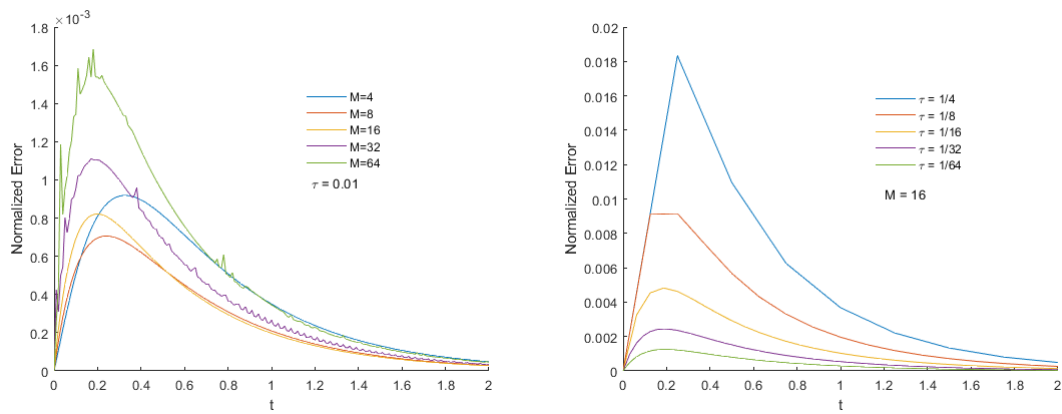 ×10⁻³
1.8
1.6
1.4
1.2
1
0.8
0.6
0.4
0.2
0
Normalized Error
M=4
M=8
M=16
M=32
M=64
τ = 0.01
0 0.2 0.4 0.6 0.8 1 1.2 1.4 1.6 1.8 2
t
0.02
0.018
0.016
0.014
0.012
0.01
0.008
0.006
0.004
0.002
0
Normalized Error
τ = 1/4
τ = 1/8
τ = 1/16
τ = 1/32
τ = 1/64
M = 16
0 0.2 0.4 0.6 0.8 1 1.2 1.4 1.6 1.8 2
t